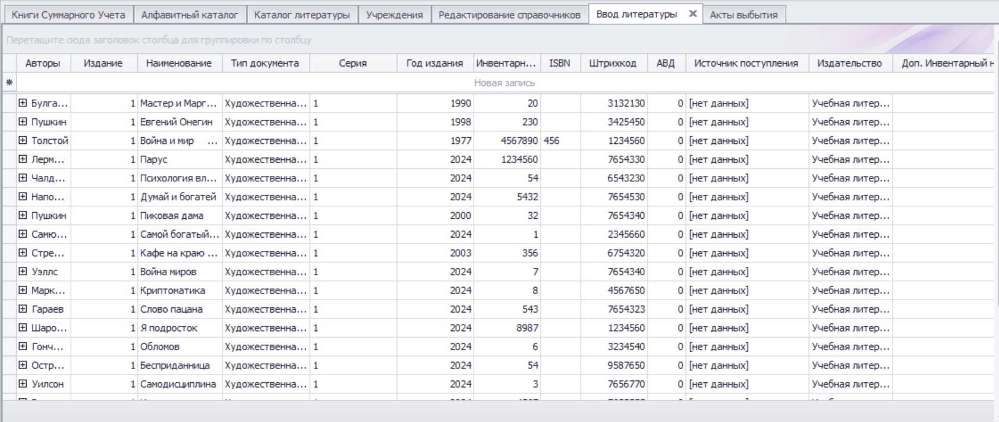 Книги Суммарного Учета Алфавитный каталог Каталог литературы Учреждения Редактирование справочников Ввод литературы Акты выбытия
Перетащите сюда заголовок столбца для группировки по столбцу
Авторы Издание Наименование Тип документа Серия Год издания Инвентарн... ISBN Штрихкод АВД Источник поступления Издательство Доп. Инвентарный н
Новая запись
Булга... 1 Мастер и Марг... Художественна... 1 1990 20 3132130 0 [нет данных] Учебная литер...
Пушкин 1 Евгений Онегин Художественна... 1 1998 230 3425450 0 [нет данных] Учебная литер...
Толстой 1 Война и мир ... Художественна... 1 1977 4567890 456 1234560 0 [нет данных] Учебная литер...
Лерм... 1 Парус Художественна... 1 2024 1234560 7654330 0 [нет данных] Учебная литер...
Чалд... 1 Психология вл... Художественна... 1 2024 54 6543230 0 [нет данных] Учебная литер...
Напо... 1 Думай и богатей Художественна... 1 2024 5432 7654530 0 [нет данных] Учебная литер...
Пушкин 1 Пиковая дама Художественна... 1 2000 32 7654340 0 [нет данных] Учебная литер...
Самю... 1 Самой богатый... Художественна... 1 2024 1 2345660 0 [нет данных] Учебная литер...
Стре... 1 Кафе на краю ... Художественна... 1 2003 356 6754320 0 [нет данных] Учебная литер...
Уэллс 1 Война миров Художественна... 1 2024 7 7654340 0 [нет данных] Учебная литер...
Марк... 1 Криптоматика Художественна... 1 2024 8 4567650 0 [нет данных] Учебная литер...
Гараев 1 Слово пацана Художественна... 1 2024 543 7654323 0 [нет данных] Учебная литер...
Шаро... 1 Я подросток Художественна... 1 2024 8987 1234560 0 [нет данных] Учебная литер...
Гонч... 1 Обломов Художественна... 1 2024 6 3234540 0 [нет данных] Учебная литер...
Остр... 1 Бесприданница Художественна... 1 2024 54 9587650 0 [нет данных] Учебная литер...
Уилсон 1 Самодисциплина Художественна... 1 2024 3 7656770 0 [нет данных] Учебная литер...